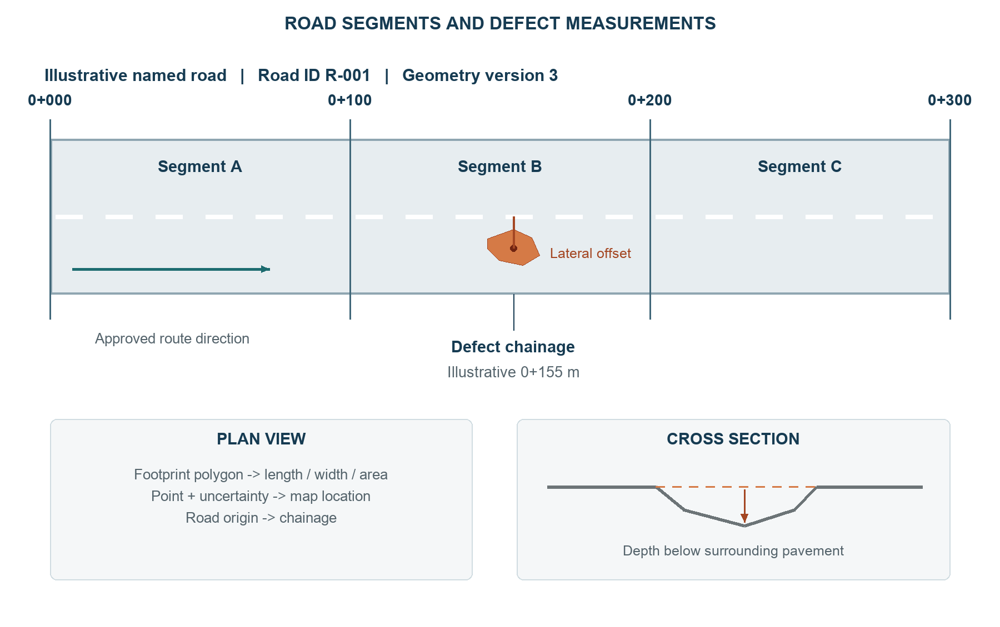 ROAD SEGMENTS AND DEFECT MEASUREMENTS
Illustrative named road | Road ID R-001 | Geometry version 3
0+000 0+100 0+200 0+300
Segment A Segment B Segment C
Lateral offset
Approved route direction
Defect chainage
Illustrative 0+155 m
PLAN VIEW
Footprint polygon -> length / width / area
Point + uncertainty -> map location
Road origin -> chainage
CROSS SECTION
Depth below surrounding pavement